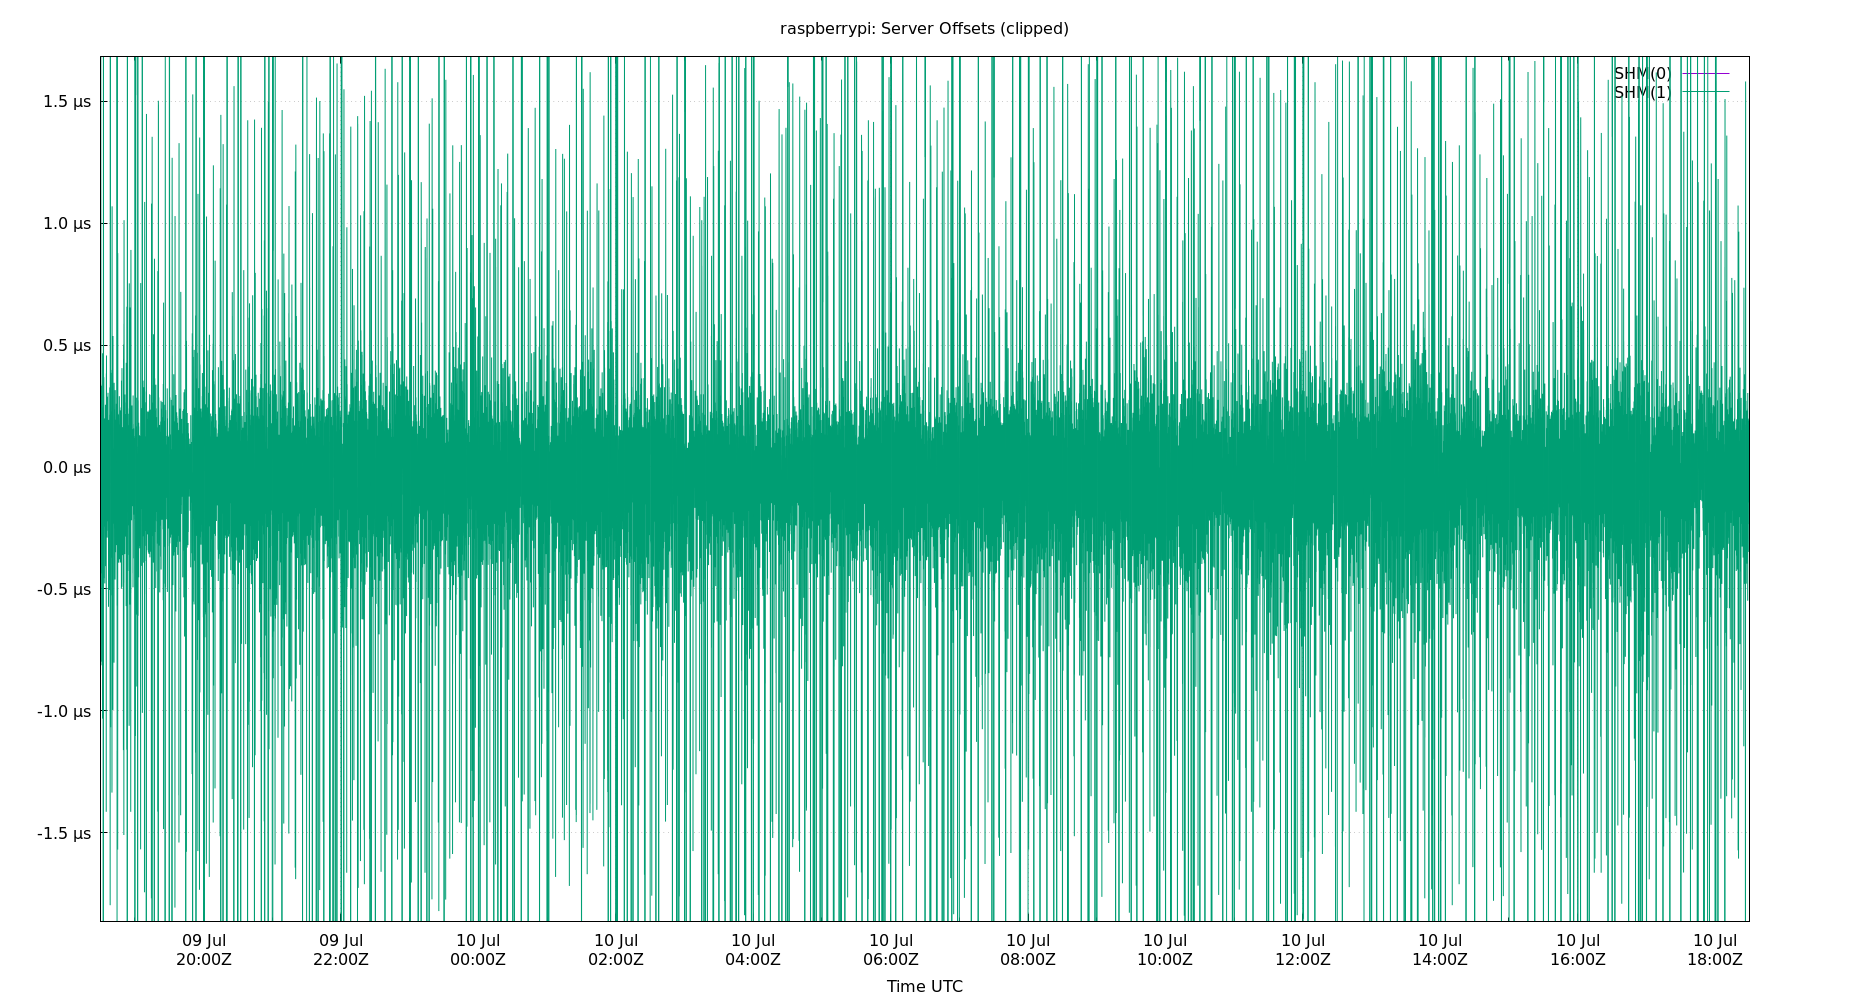 raspberrypi: Server Offsets (clipped)
SHM(0)
SHM(1)
1.5 µs
1.0 µs
0.5 µs
0.0 µs
-0.5 µs
-1.0 µs
-1.5 µs
09 Jul 09 Jul 10 Jul 10 Jul 10 Jul 10 Jul 10 Jul 10 Jul 10 Jul 10 Jul 10 Jul 10 Jul
20:00Z 22:00Z 00:00Z 02:00Z 04:00Z 06:00Z 08:00Z 10:00Z 12:00Z 14:00Z 16:00Z 18:00Z
Time UTC